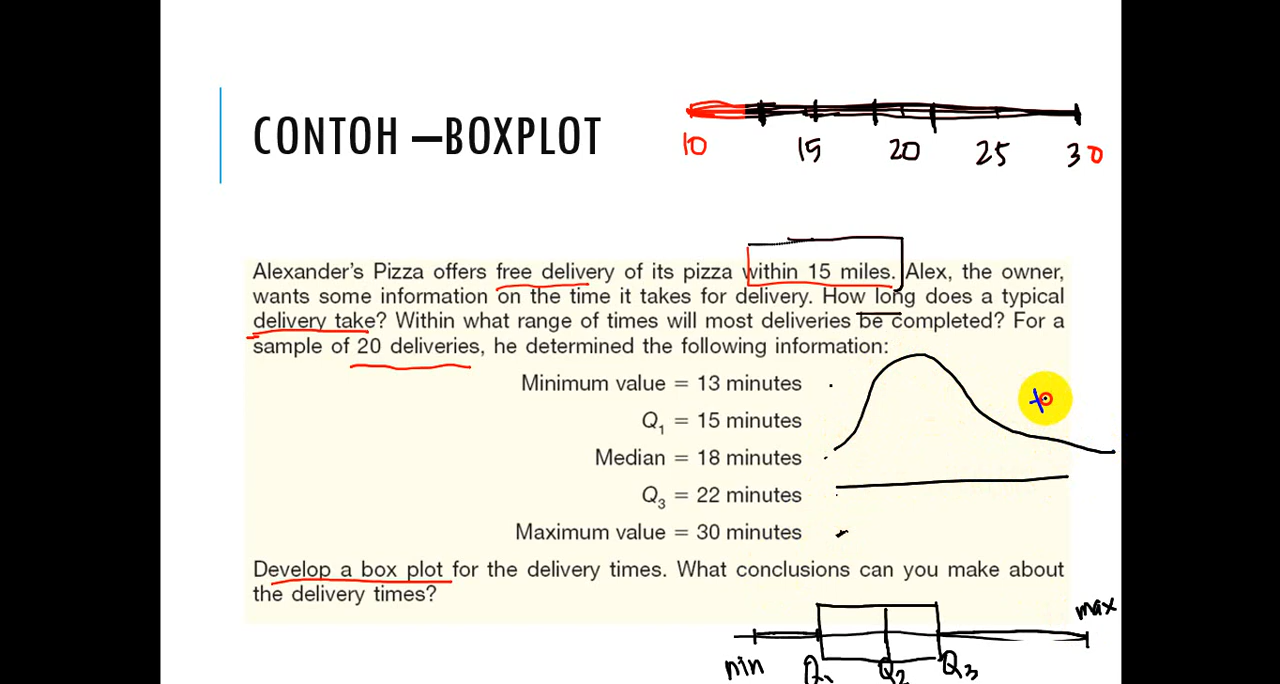 CONTOH –BOXPLOT
10 15 20 25 30
Alexander's Pizza offers free delivery of its pizza within 15 miles. Alex, the owner,
wants some information on the time it takes for delivery. How long does a typical
delivery take? Within what range of times will most deliveries be completed? For a
sample of 20 deliveries, he determined the following information:
Minimum value = 13 minutes
Q1 = 15 minutes
Median = 18 minutes
Q3 = 22 minutes
Maximum value = 30 minutes
Develop a box plot for the delivery times. What conclusions can you make about
the delivery times?
max
min Q1 Q2 Q3